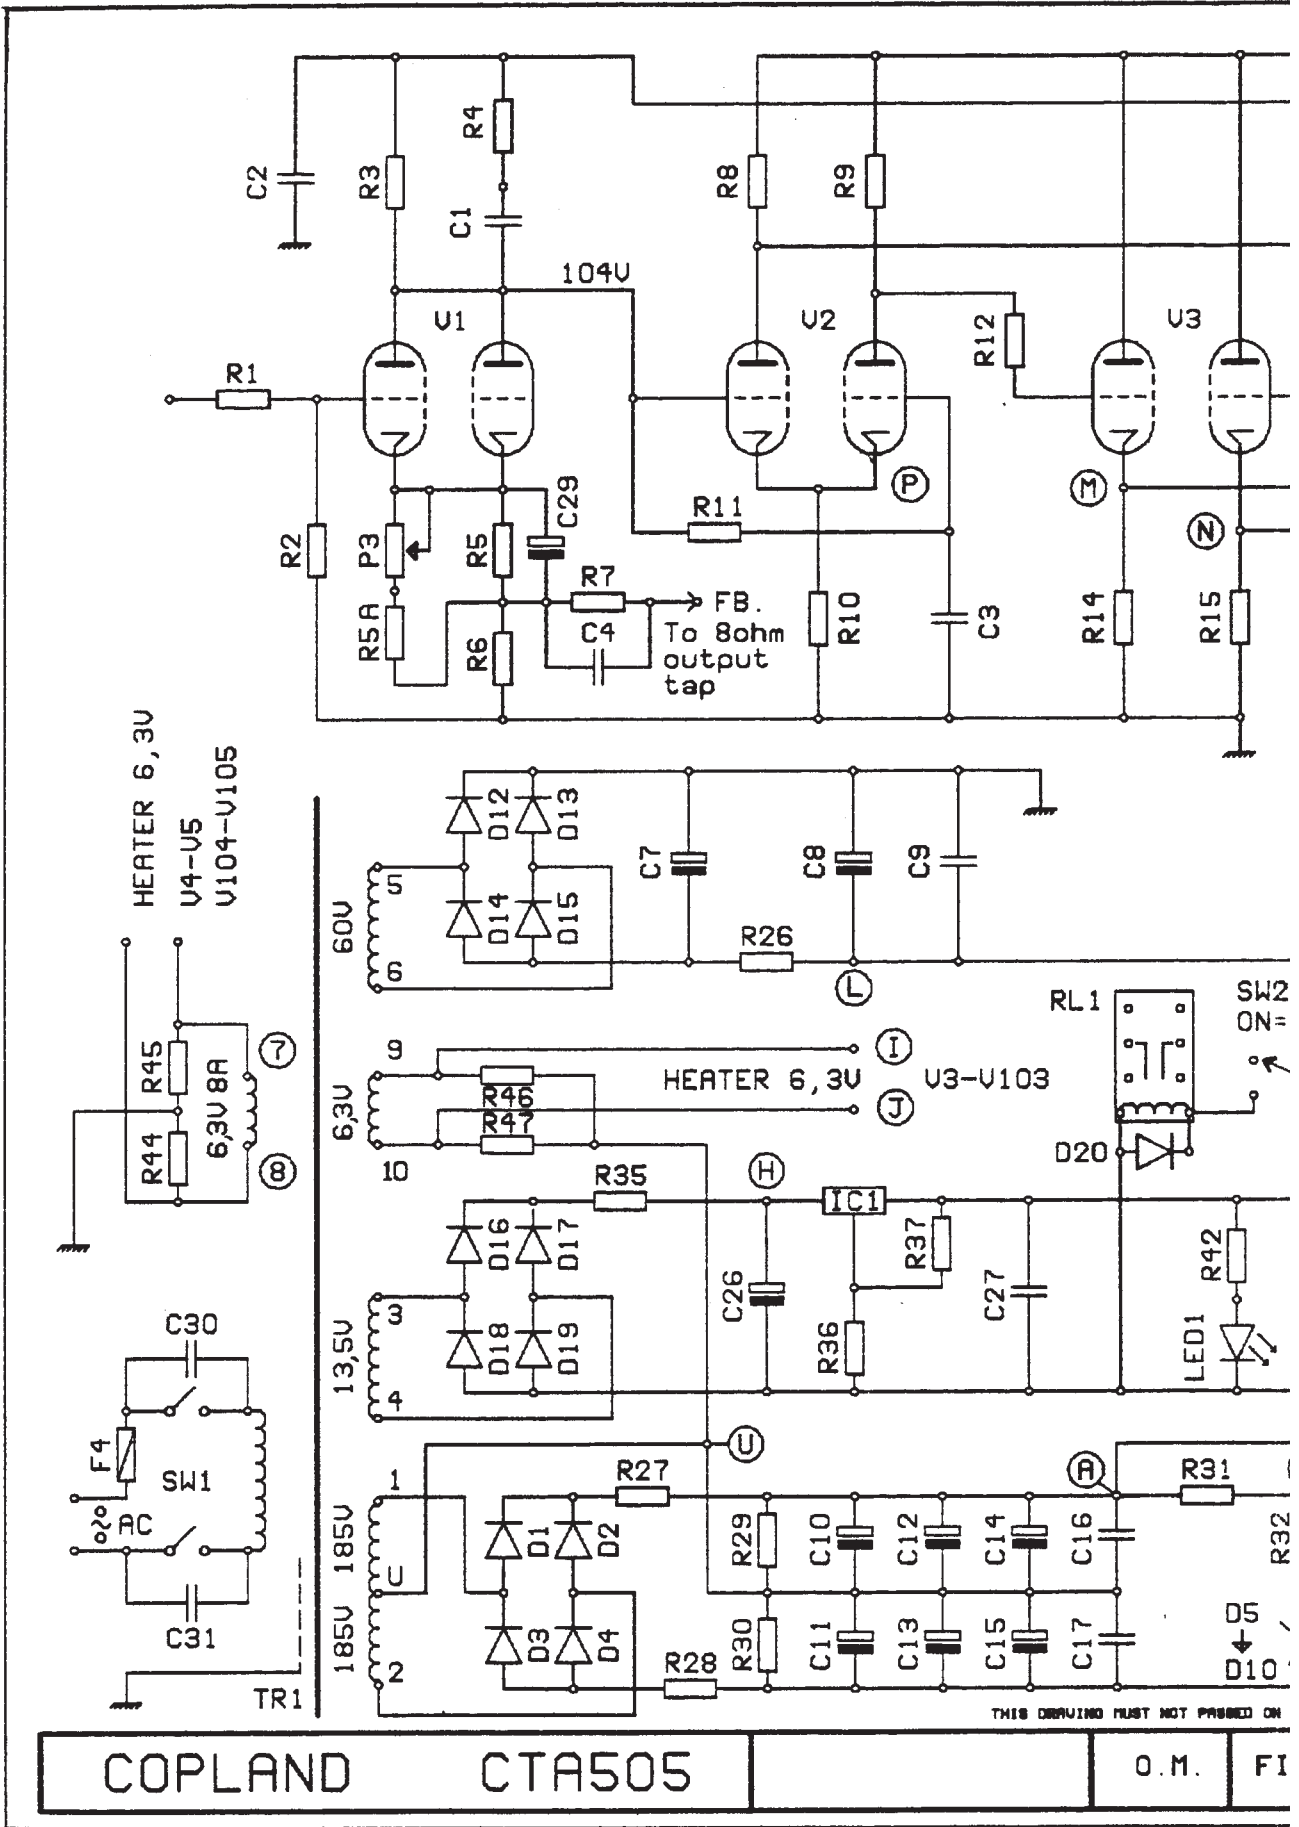 C2
R3
R4
C1
104V
V1
R1
R2
P3
R5A
R5
R6
C29
R7
C4
FB.
To 8ohm
output
tap
R8
R9
V2
R12
V3
P
R11
R10
C3
M
N
R14
R15
HEATER 6,3V
V4-V5
V104-V105
R45
R44
6,3V 8A
7
8
60V
5
6
D12
D13
D14
D15
C7
C8
C9
R26
L
RL1
SW2
ON=
9
10
6,3V
R46
R47
HEATER 6,3V
V3-V103
I
J
D20
R35
H
IC1
R37
R36
C26
C27
R42
LED1
D16
D17
D18
D19
13,5V
3
4
C30
F4
SW1
AC
C31
TR1
U
1
185V
U
185V
2
D1
D2
D3
D4
R27
R28
R29
R30
C10
C12
C14
C16
C11
C13
C15
C17
A
R31
R32
D5
D10
THIS DRAWING MUST NOT PASSED ON
COPLAND CTA505
O.M.
FI